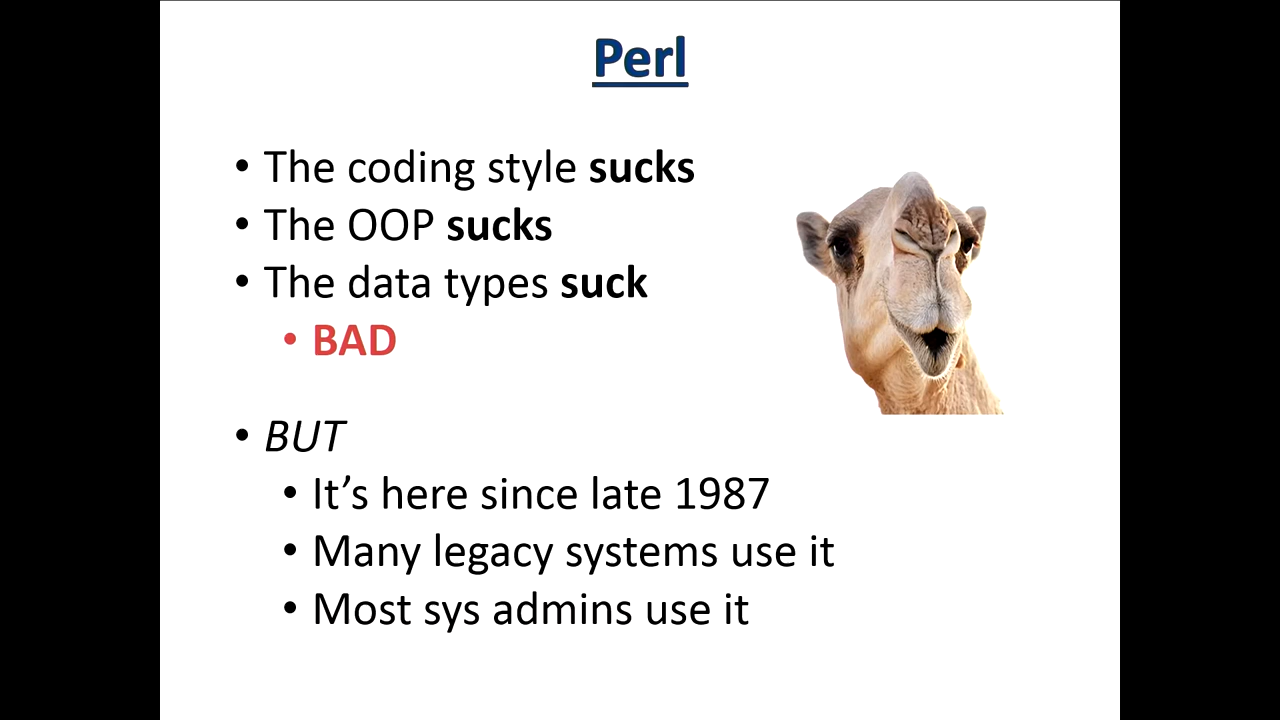 Perl
• The coding style sucks
• The OOP sucks
• The data types suck
• BAD
• BUT
• It’s here since late 1987
• Many legacy systems use it
• Most sys admins use it